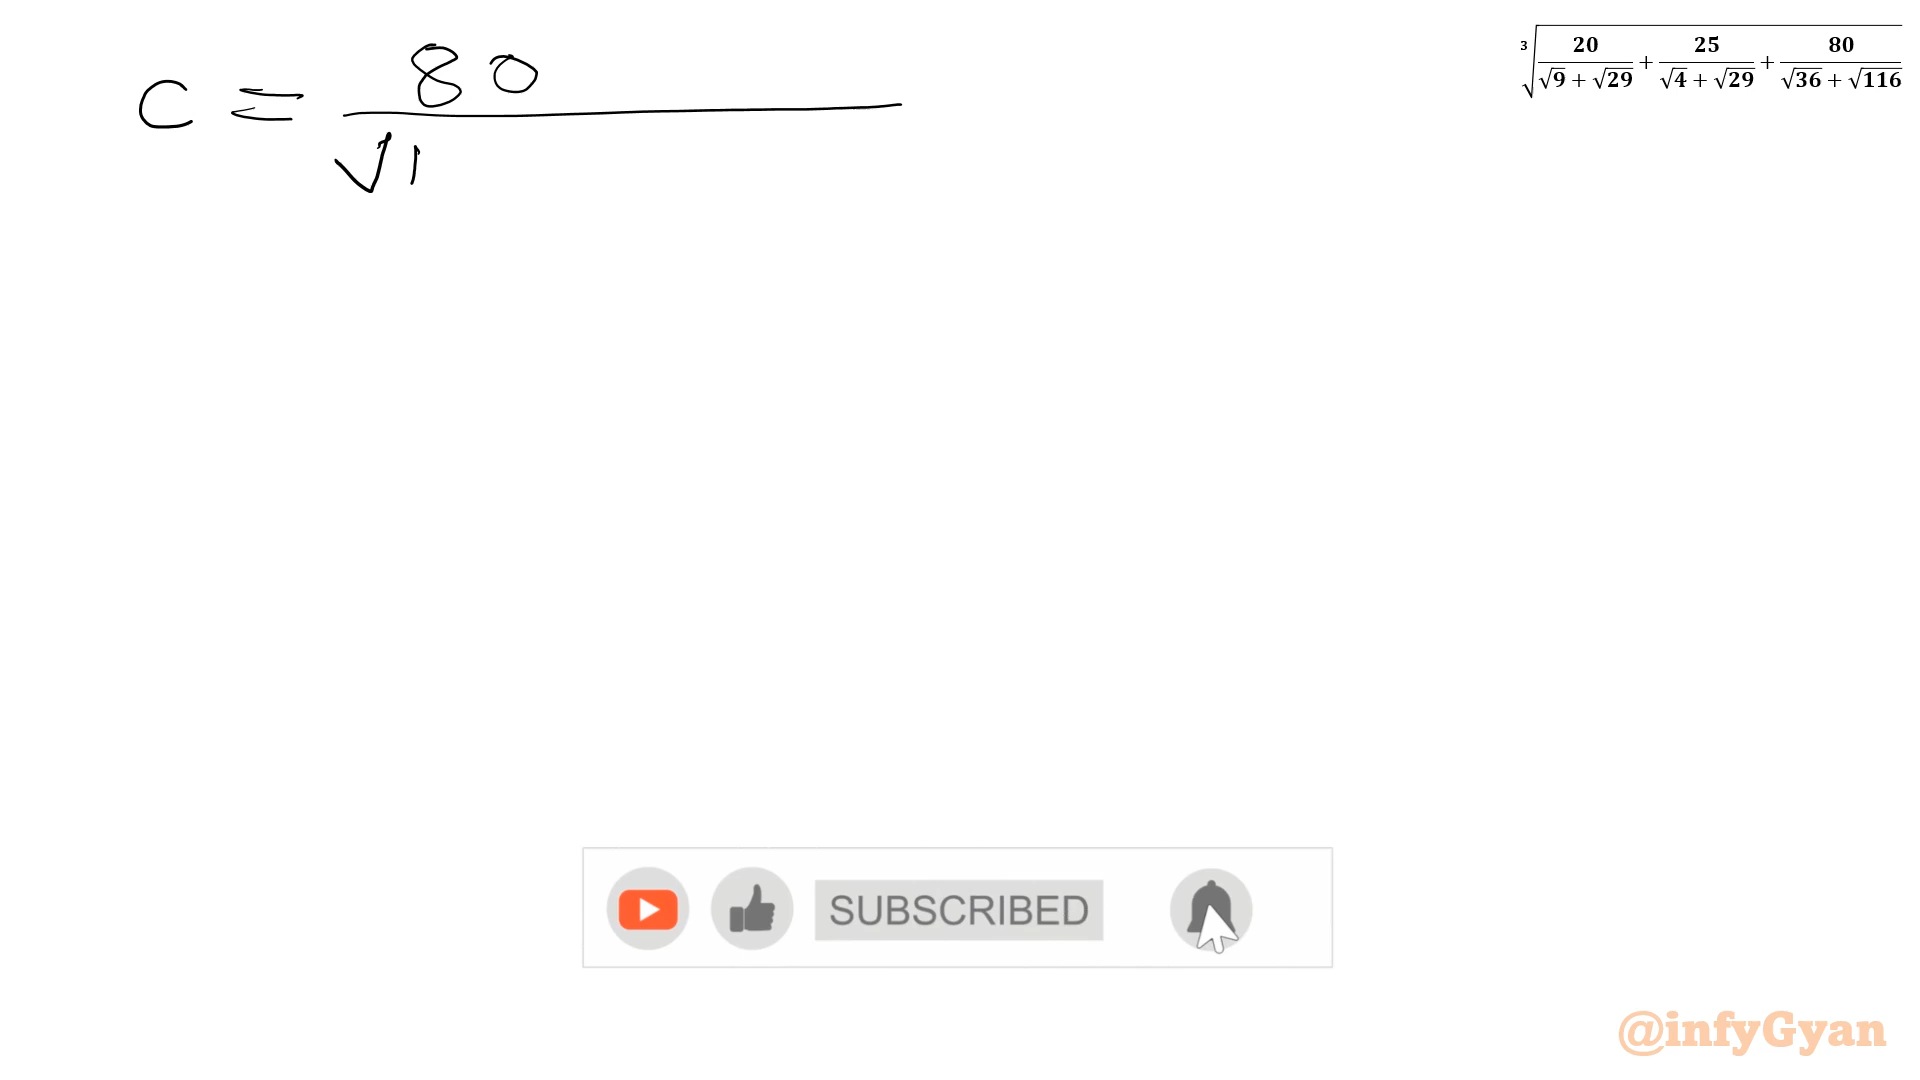 C = 80 / √1
∛(20/(√9 + √29) + 25/(√4 + √29) + 80/(√36 + √116))
SUBSCRIBED
@infyGyan